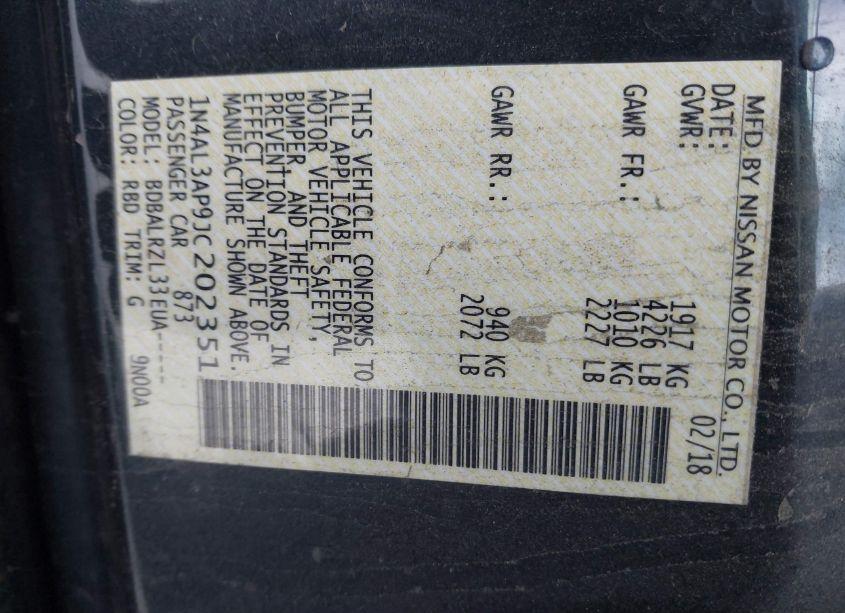 MFD BY NISSAN MOTOR CO., LTD.
DATE: 02/18
GVWR: 1917 KG
4226 LB
GAWR FR.: 1010 KG
2227 LB
GAWR RR.: 940 KG
2072 LB
THIS VEHICLE CONFORMS TO
ALL APPLICABLE FEDERAL
MOTOR VEHICLE SAFETY,
BUMPER, AND THEFT
PREVENTION STANDARDS IN
EFFECT ON THE DATE OF
MANUFACTURE SHOWN ABOVE.
1N4AL3AP9JC202351
PASSENGER CAR 873
MODEL: BDBALRZL33EUA-----
COLOR: RBD TRIM: G 9N00A